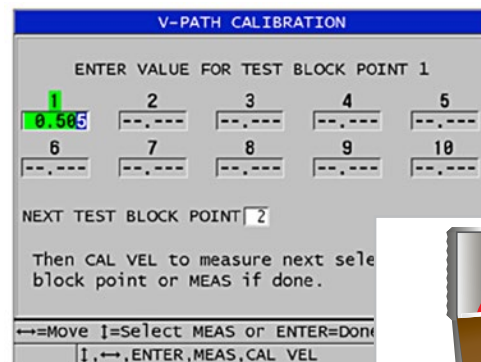 V-PATH CALIBRATION
ENTER VALUE FOR TEST BLOCK POINT 1
1 2 3 4 5
0.505 --.--- --.--- --.--- --.---
6 7 8 9 10
--.--- --.--- --.--- --.--- --.---
NEXT TEST BLOCK POINT 2
Then CAL VEL to measure next
block point or MEAS if done.
↔=Move ↕=Select MEAS or ENTER=Done
↕,↔,ENTER,MEAS,CAL VEL